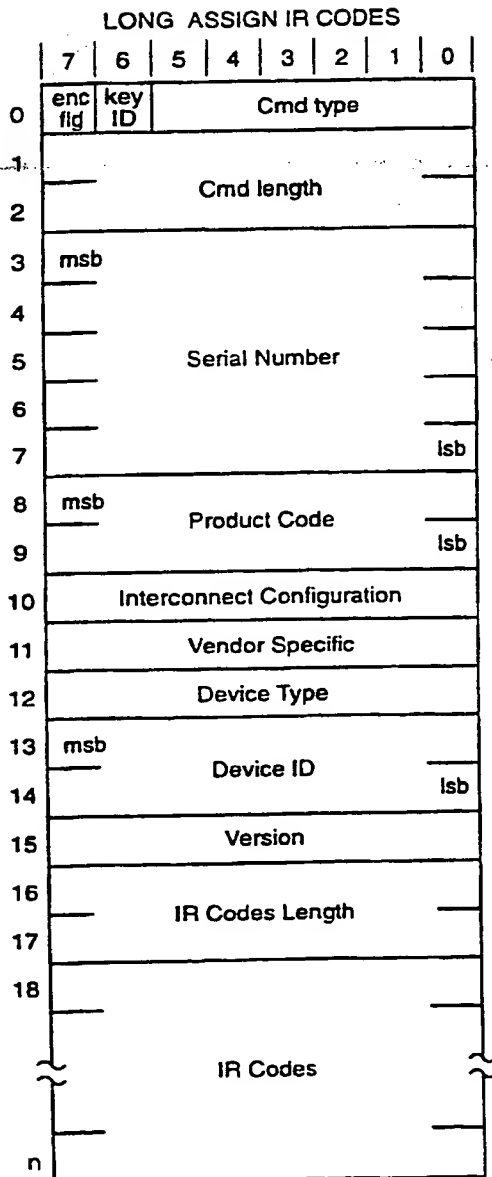 LONG ASSIGN IR CODES
7 6 5 4 3 2 1 0
0 enc flg key ID Cmd type
1
Cmd length
2
3 msb
4
5 Serial Number
6
7 lsb
8 msb
Product Code
9 lsb
10 Interconnect Configuration
11 Vendor Specific
12 Device Type
13 msb
Device ID
14 lsb
15 Version
16
IR Codes Length
17
18
IR Codes
n